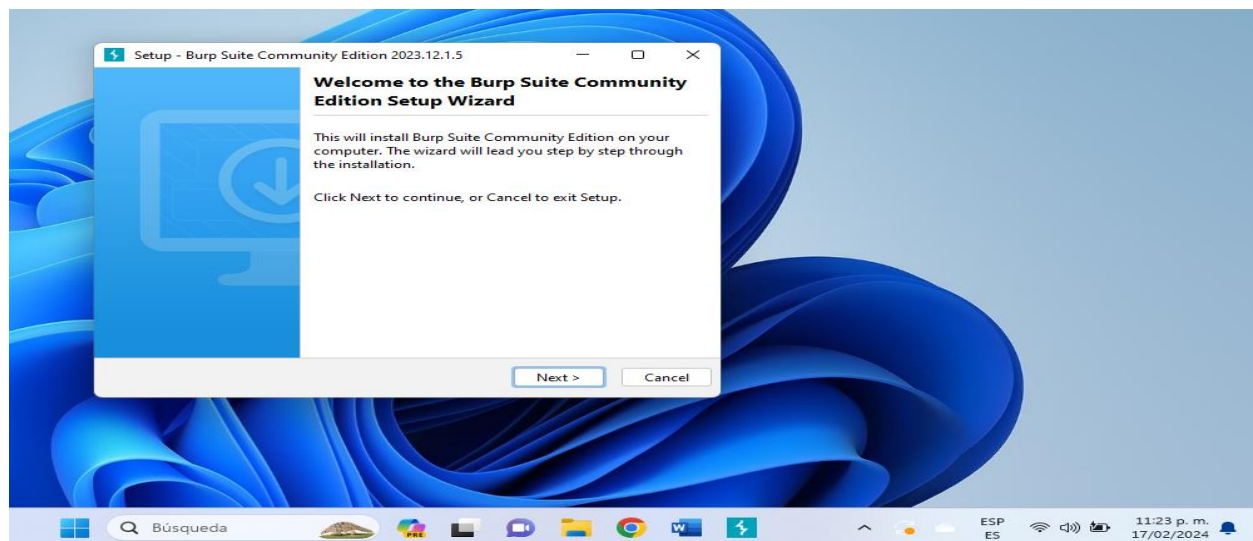 Setup - Burp Suite Community Edition 2023.12.1.5
Welcome to the Burp Suite Community
Edition Setup Wizard
This will install Burp Suite Community Edition on your
computer. The wizard will lead you step by step through
the installation.
Click Next to continue, or Cancel to exit Setup.
Next >
Cancel
Búsqueda
PRE
W
ESP
ES
11:23 p. m.
17/02/2024